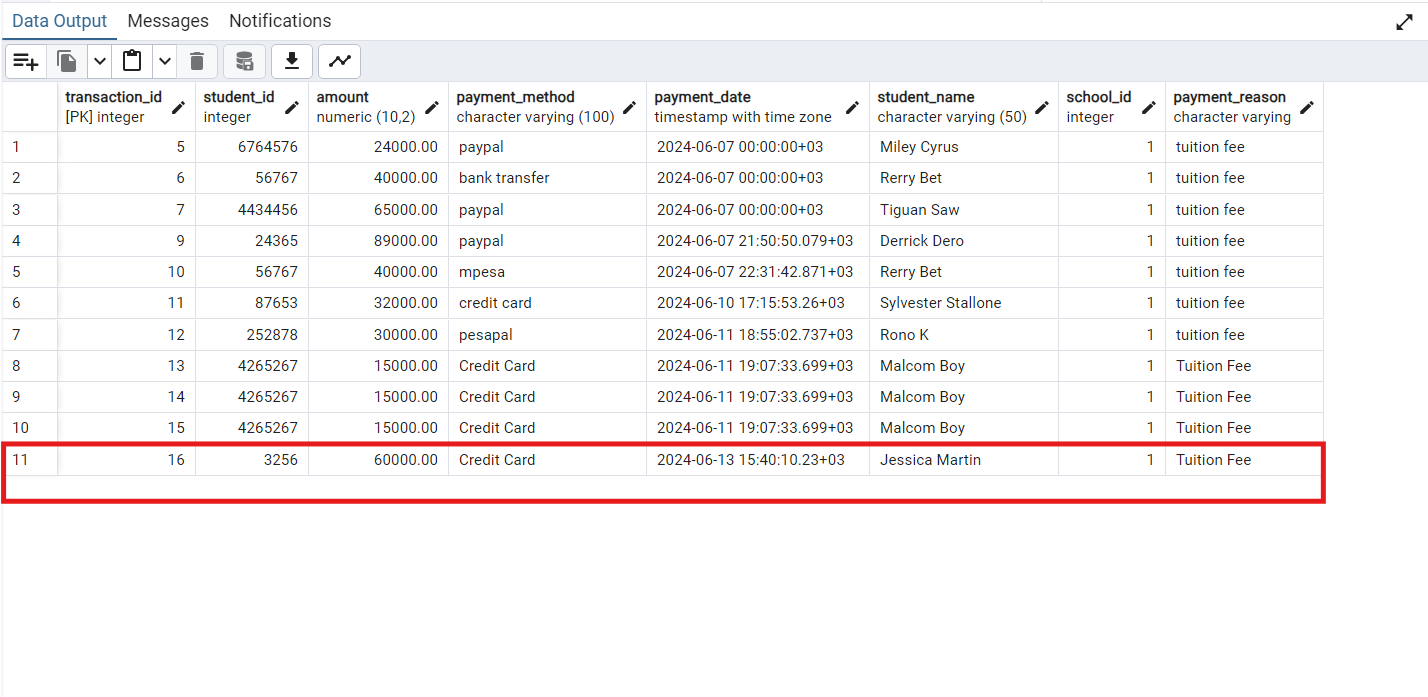 Data Output Messages Notifications
transaction_id student_id amount payment_method payment_date student_name school_id payment_reason
[PK] integer integer numeric (10,2) character varying (100) timestamp with time zone character varying (50) integer character varying
1 5 6764576 24000.00 paypal 2024-06-07 00:00:00+03 Miley Cyrus 1 tuition fee
2 6 56767 40000.00 bank transfer 2024-06-07 00:00:00+03 Rerry Bet 1 tuition fee
3 7 4434456 65000.00 paypal 2024-06-07 00:00:00+03 Tiguan Saw 1 tuition fee
4 9 24365 89000.00 paypal 2024-06-07 21:50:50.079+03 Derrick Dero 1 tuition fee
5 10 56767 40000.00 mpesa 2024-06-07 22:31:42.871+03 Rerry Bet 1 tuition fee
6 11 87653 32000.00 credit card 2024-06-10 17:15:53.26+03 Sylvester Stallone 1 tuition fee
7 12 252878 30000.00 pesapal 2024-06-11 18:55:02.737+03 Rono K 1 tuition fee
8 13 4265267 15000.00 Credit Card 2024-06-11 19:07:33.699+03 Malcom Boy 1 Tuition Fee
9 14 4265267 15000.00 Credit Card 2024-06-11 19:07:33.699+03 Malcom Boy 1 Tuition Fee
10 15 4265267 15000.00 Credit Card 2024-06-11 19:07:33.699+03 Malcom Boy 1 Tuition Fee
11 16 3256 60000.00 Credit Card 2024-06-13 15:40:10.23+03 Jessica Martin 1 Tuition Fee